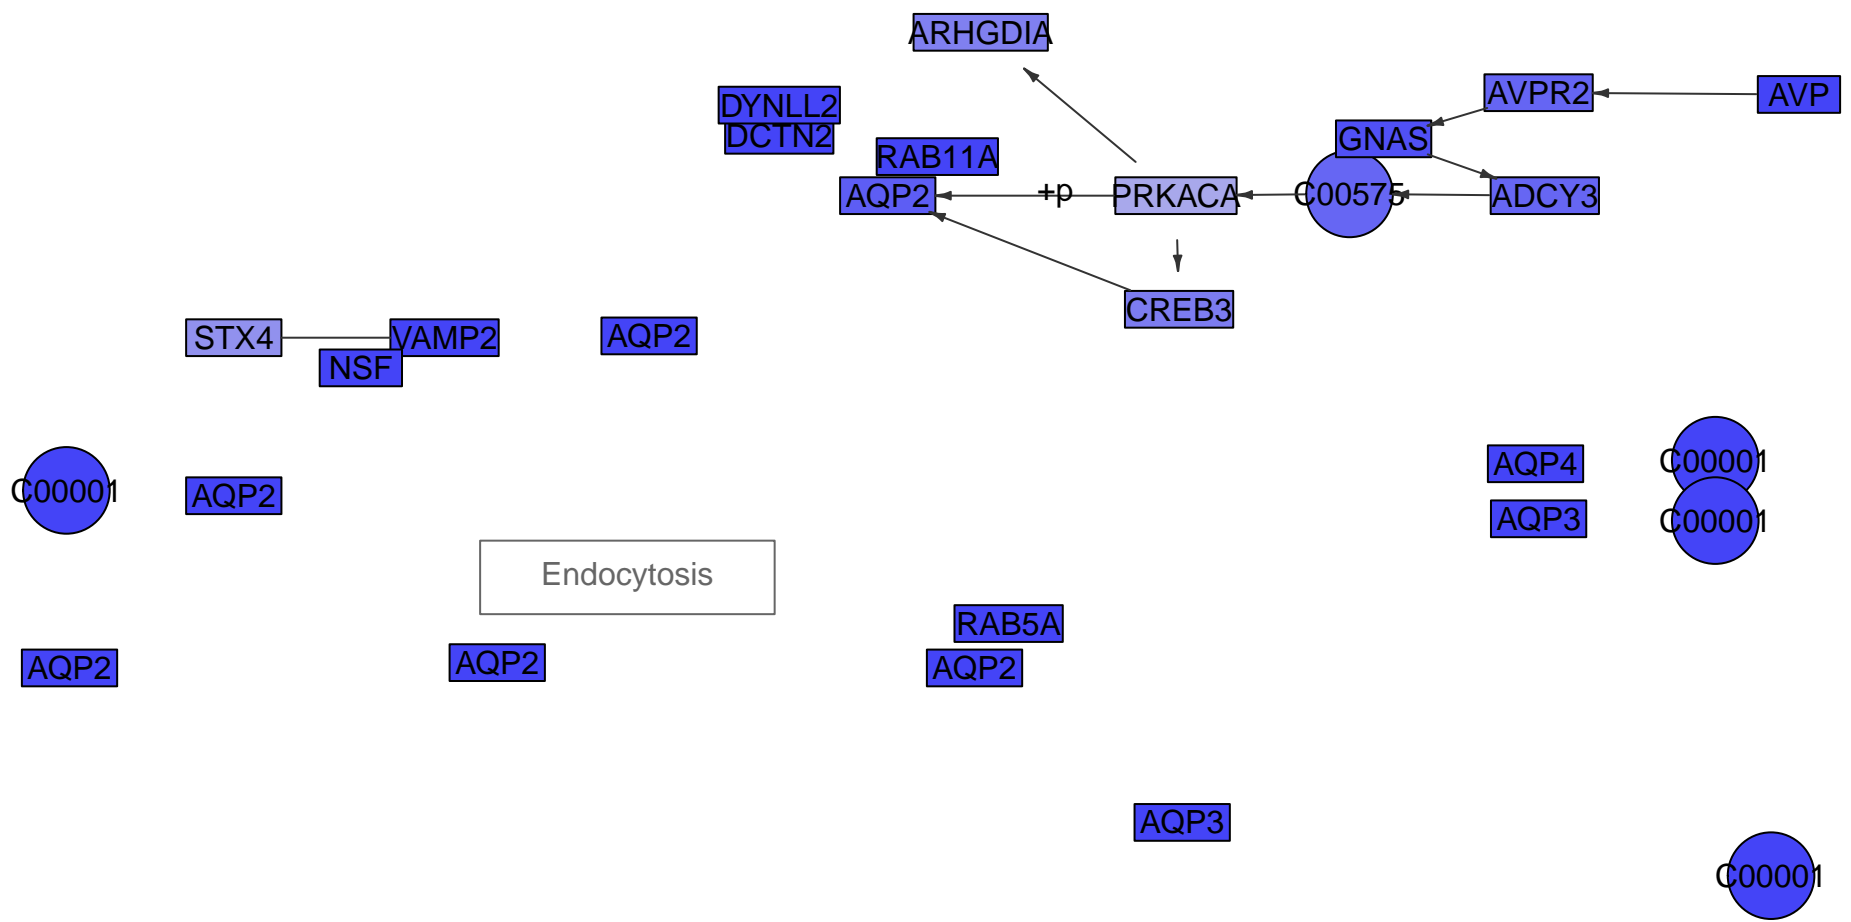 ARHGDIA
AVPR2
AVP
DYNLL2
DCTN2
GNAS
RAB11A
AQP2
+p
PRKACA
C00575
ADCY3
CREB3
STX4
VAMP2
AQP2
NSF
AQP4
C00001
C00001
AQP2
AQP3
C00001
Endocytosis
RAB5A
AQP2
AQP2
AQP2
AQP3
C00001